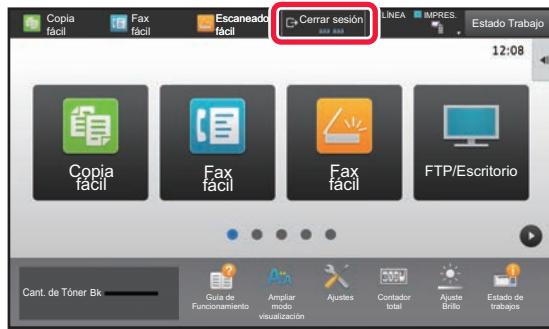 Copia
fácil
Fax
fácil
Escaneado
fácil
Cerrar sesión
LÍNEA
IMPRES.
Estado Trabajo
12:08
Copia
fácil
Fax
fácil
Fax
fácil
FTP/Escritorio
Cant. de Tóner Bk
Guía de
Funcionamiento
Ampliar
modo
visualización
Ajustes
Contador
total
Ajuste
Brillo
Estado de
trabajos